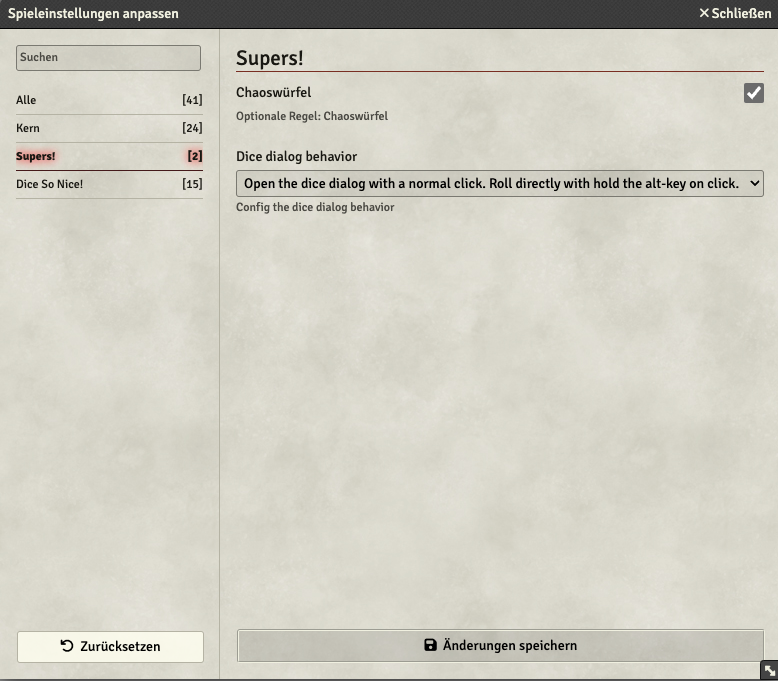 Spieleinstellungen anpassen
Schließen
Suchen
Alle [41]
Kern [24]
Supers! [2]
Dice So Nice! [15]
Zurücksetzen
Supers!
Chaoswürfel
Optionale Regel: Chaoswürfel
Dice dialog behavior
Open the dice dialog with a normal click. Roll directly with hold the alt-key on click.
Config the dice dialog behavior
Änderungen speichern